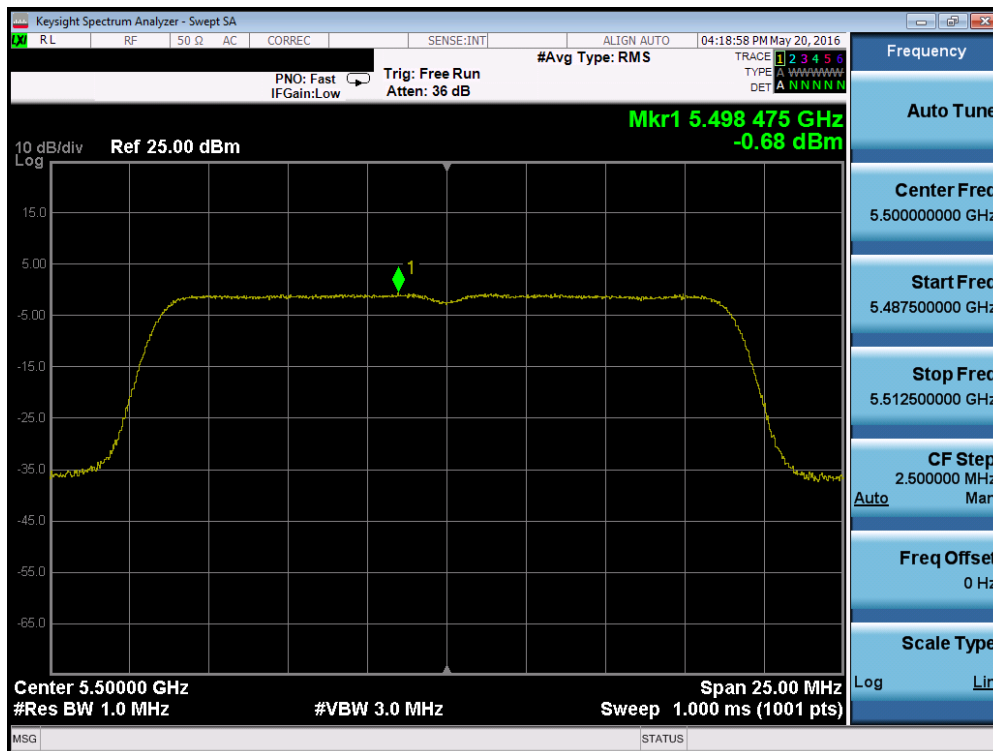 Keysight Spectrum Analyzer - Swept SA
LXI RL RF 50 Ω AC CORREC SENSE:INT ALIGN AUTO 04:18:58 PM May 20, 2016
#Avg Type: RMS TRACE 1 2 3 4 5 6
PNO: Fast Trig: Free Run TYPE A WWWWW
IFGain:Low Atten: 36 dB DET A N N N N N
Mkr1 5.498 475 GHz
-0.68 dBm
10 dB/div Ref 25.00 dBm
Log
15.0
5.00
1
-5.00
-15.0
-25.0
-35.0
-45.0
-55.0
-65.0
Center 5.50000 GHz Span 25.00 MHz
#Res BW 1.0 MHz #VBW 3.0 MHz Sweep 1.000 ms (1001 pts)
MSG STATUS
Frequency
Auto Tune
Center Freq
5.500000000 GHz
Start Freq
5.487500000 GHz
Stop Freq
5.512500000 GHz
CF Step
2.500000 MHz
Auto Man
Freq Offset
0 Hz
Scale Type
Log Lin